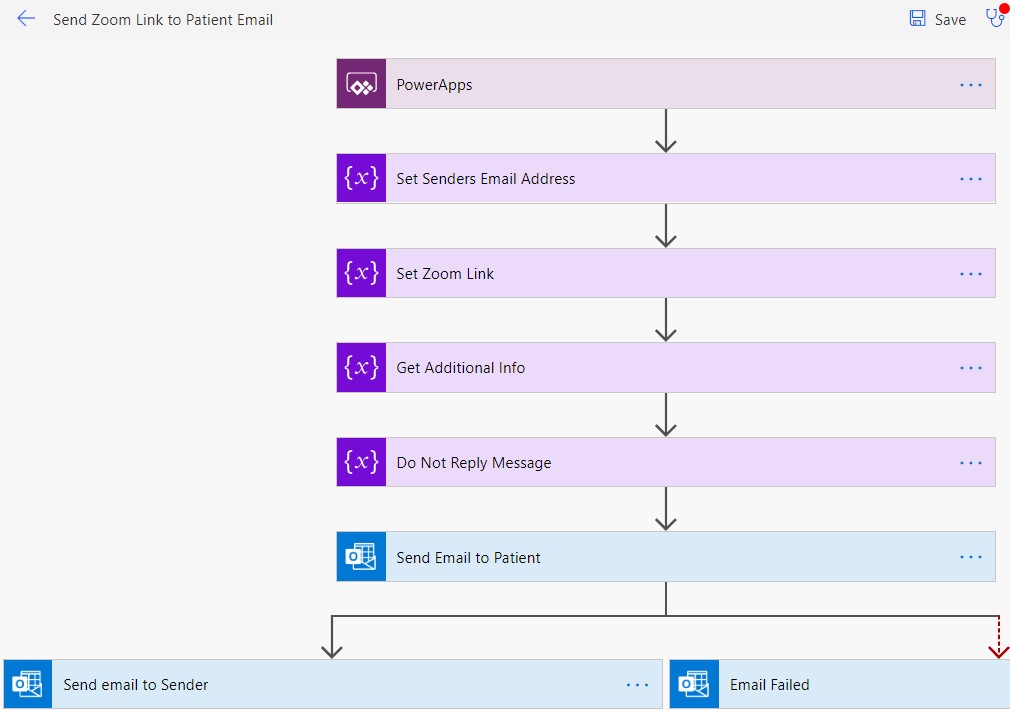 Send Zoom Link to Patient Email
Save
PowerApps
{x} Set Senders Email Address
{x} Set Zoom Link
{x} Get Additional Info
{x} Do Not Reply Message
Send Email to Patient
Send email to Sender
Email Failed